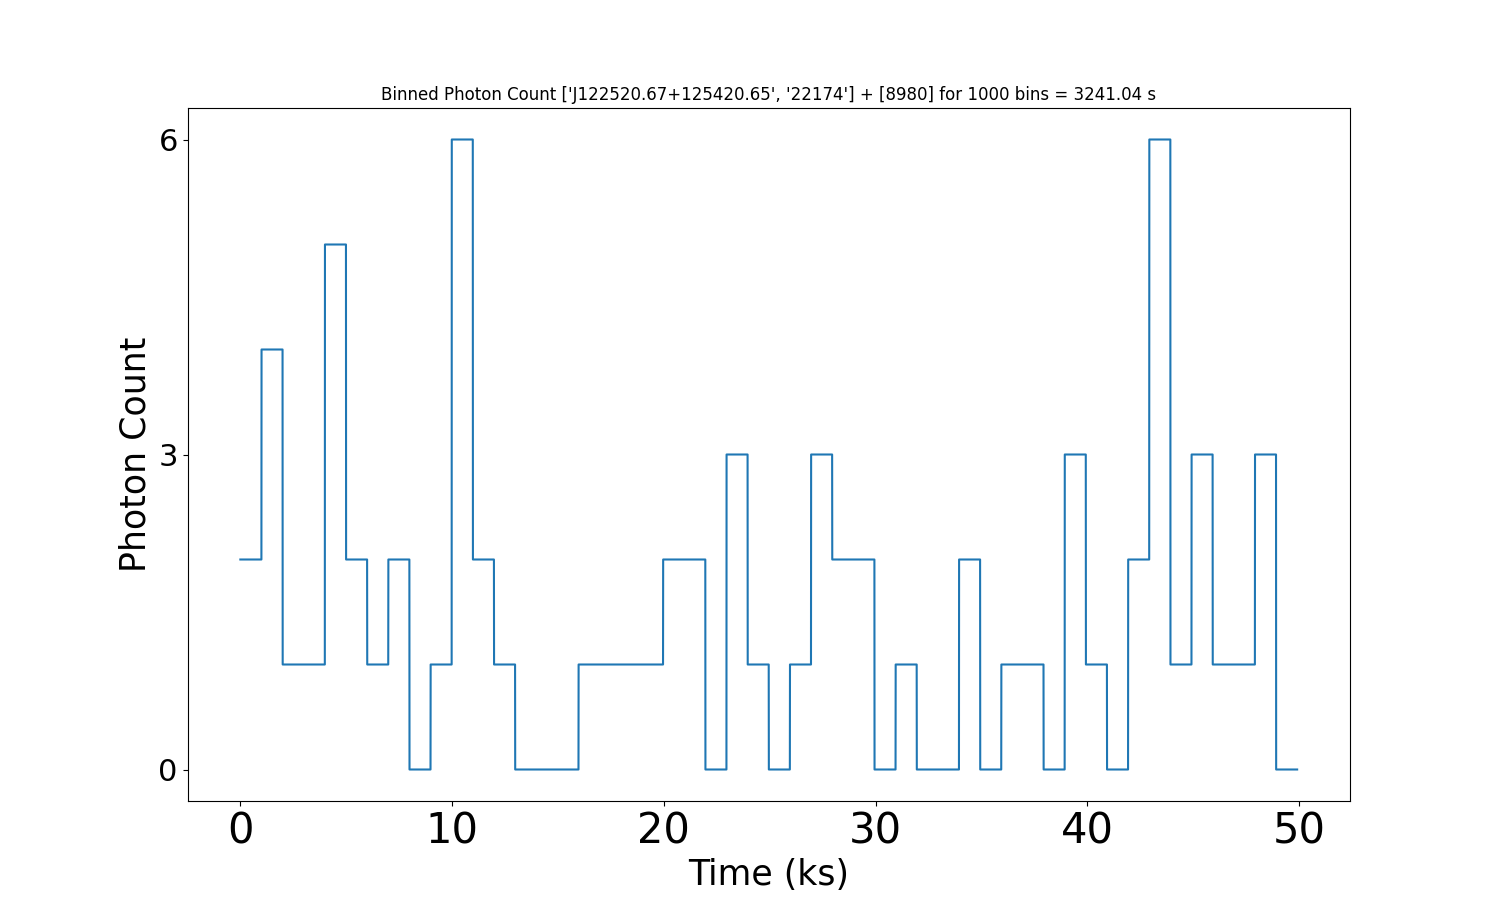 Binned Photon Count ['J122520.67+125420.65', '22174'] + [8980] for 1000 bins = 3241.04 s
6
3
0
Photon Count
0 10 20 30 40 50
Time (ks)